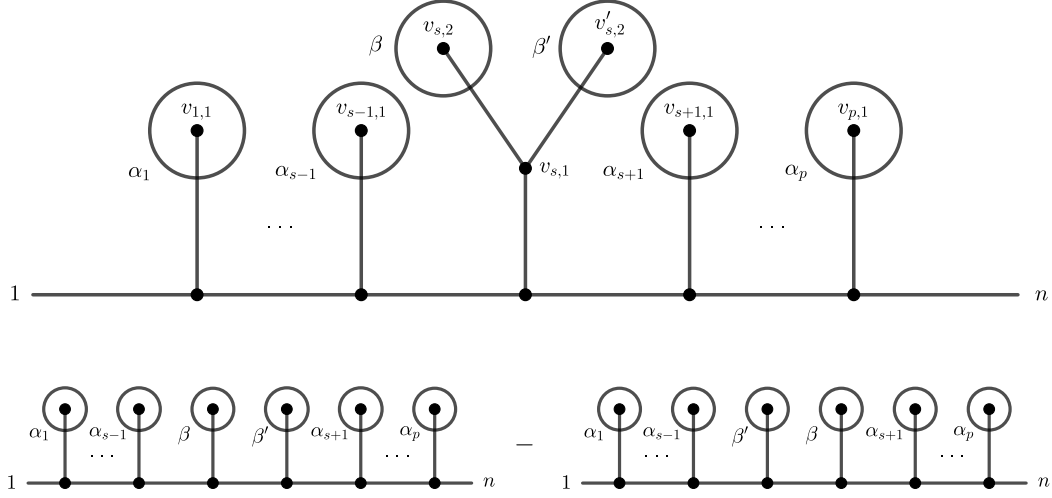 v_{s,2} v'_{s,2}
β β'
v_{1,1} v_{s-1,1} v_{s+1,1} v_{p,1}
α_1 α_{s-1} v_{s,1} α_{s+1} α_p
... ...
1 n
α_1 α_{s-1} β β' α_{s+1} α_p − α_1 α_{s-1} β' β α_{s+1} α_p
... ... ... ...
1 n 1 n